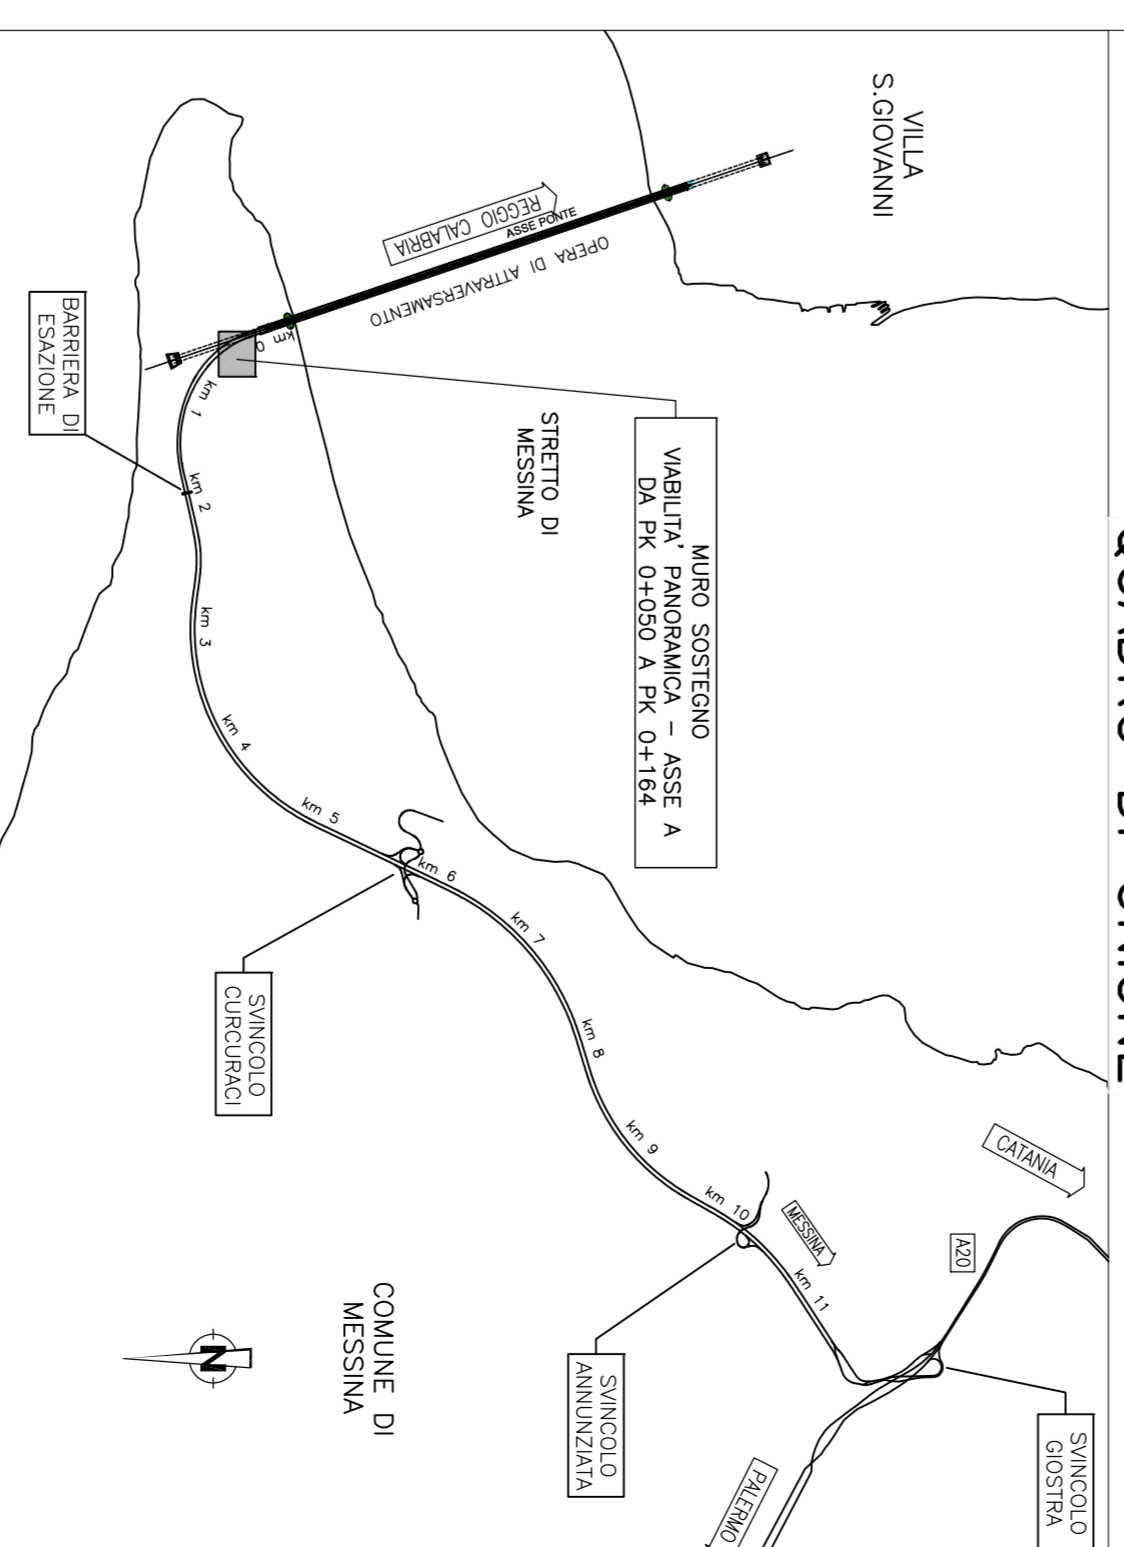 QUADRO DI UNIONE
VILLA
S.GIOVANNI
CATANIA
SVINCOLO
GIOSTRA
A20
MESSINA
PALERMO
MURO SOSTEGNO
VIABILITA' PANORAMICA - ASSE A
DA PK 0+050 A PK 0+164
REGGIO CALABRIA
ASSE PONTE
OPERA DI ATTRAVERSAMENTO
STRETTO DI
MESSINA
km 0
km 1
km 2
km 3
km 4
km 5
km 6
km 7
km 8
km 9
km 10
km 11
SVINCOLO
ANNUNZIATA
COMUNE DI
MESSINA
SVINCOLO
CURCURACI
BARRIERA DI
ESAZIONE
N